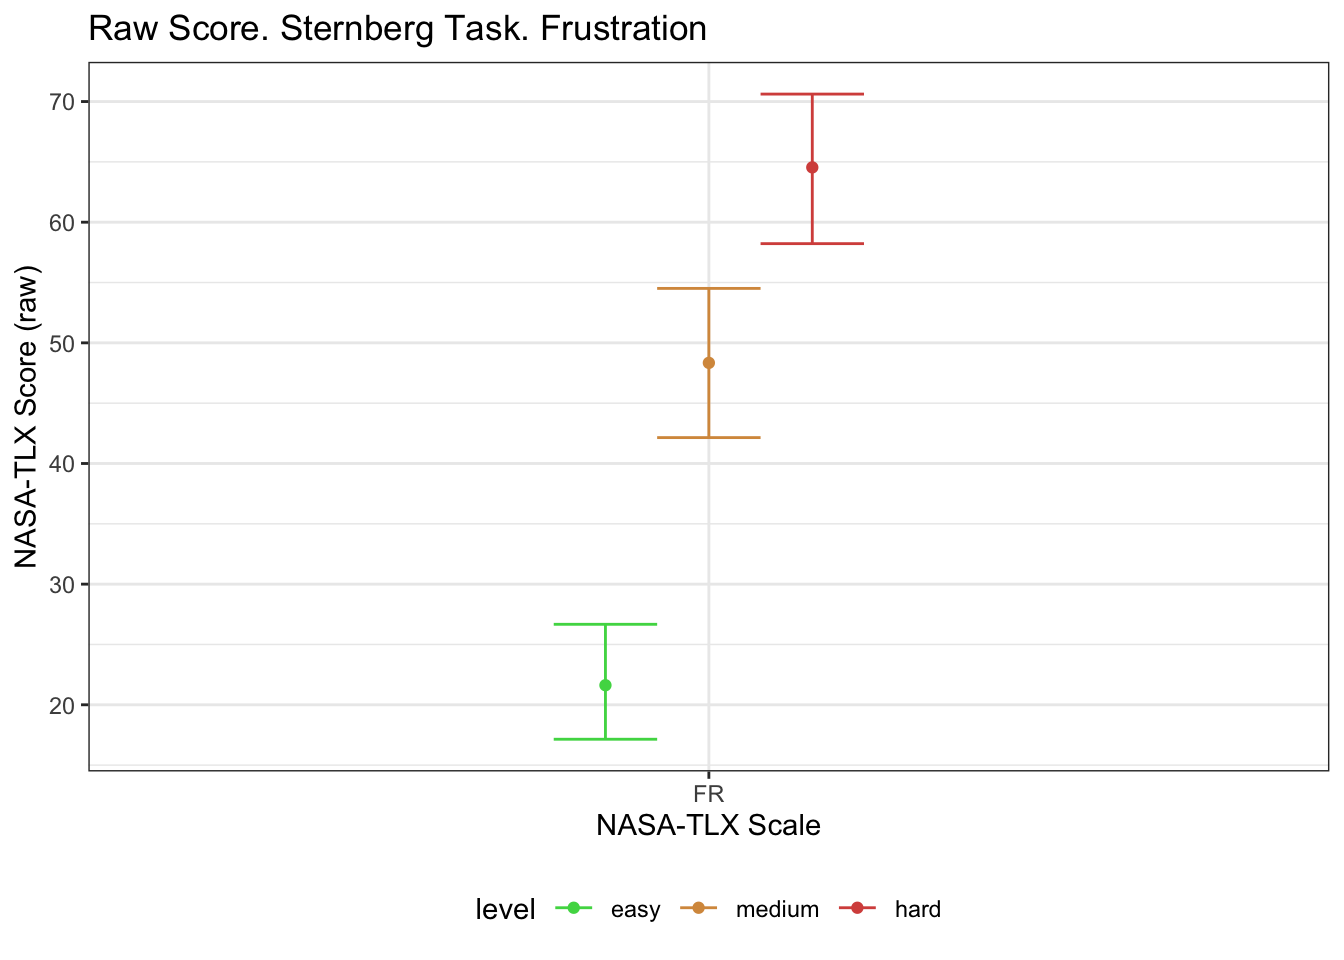 Raw Score. Sternberg Task. Frustration
NASA-TLX Score (raw)
70
60
50
40
30
20
FR
NASA-TLX Scale
level easy medium hard